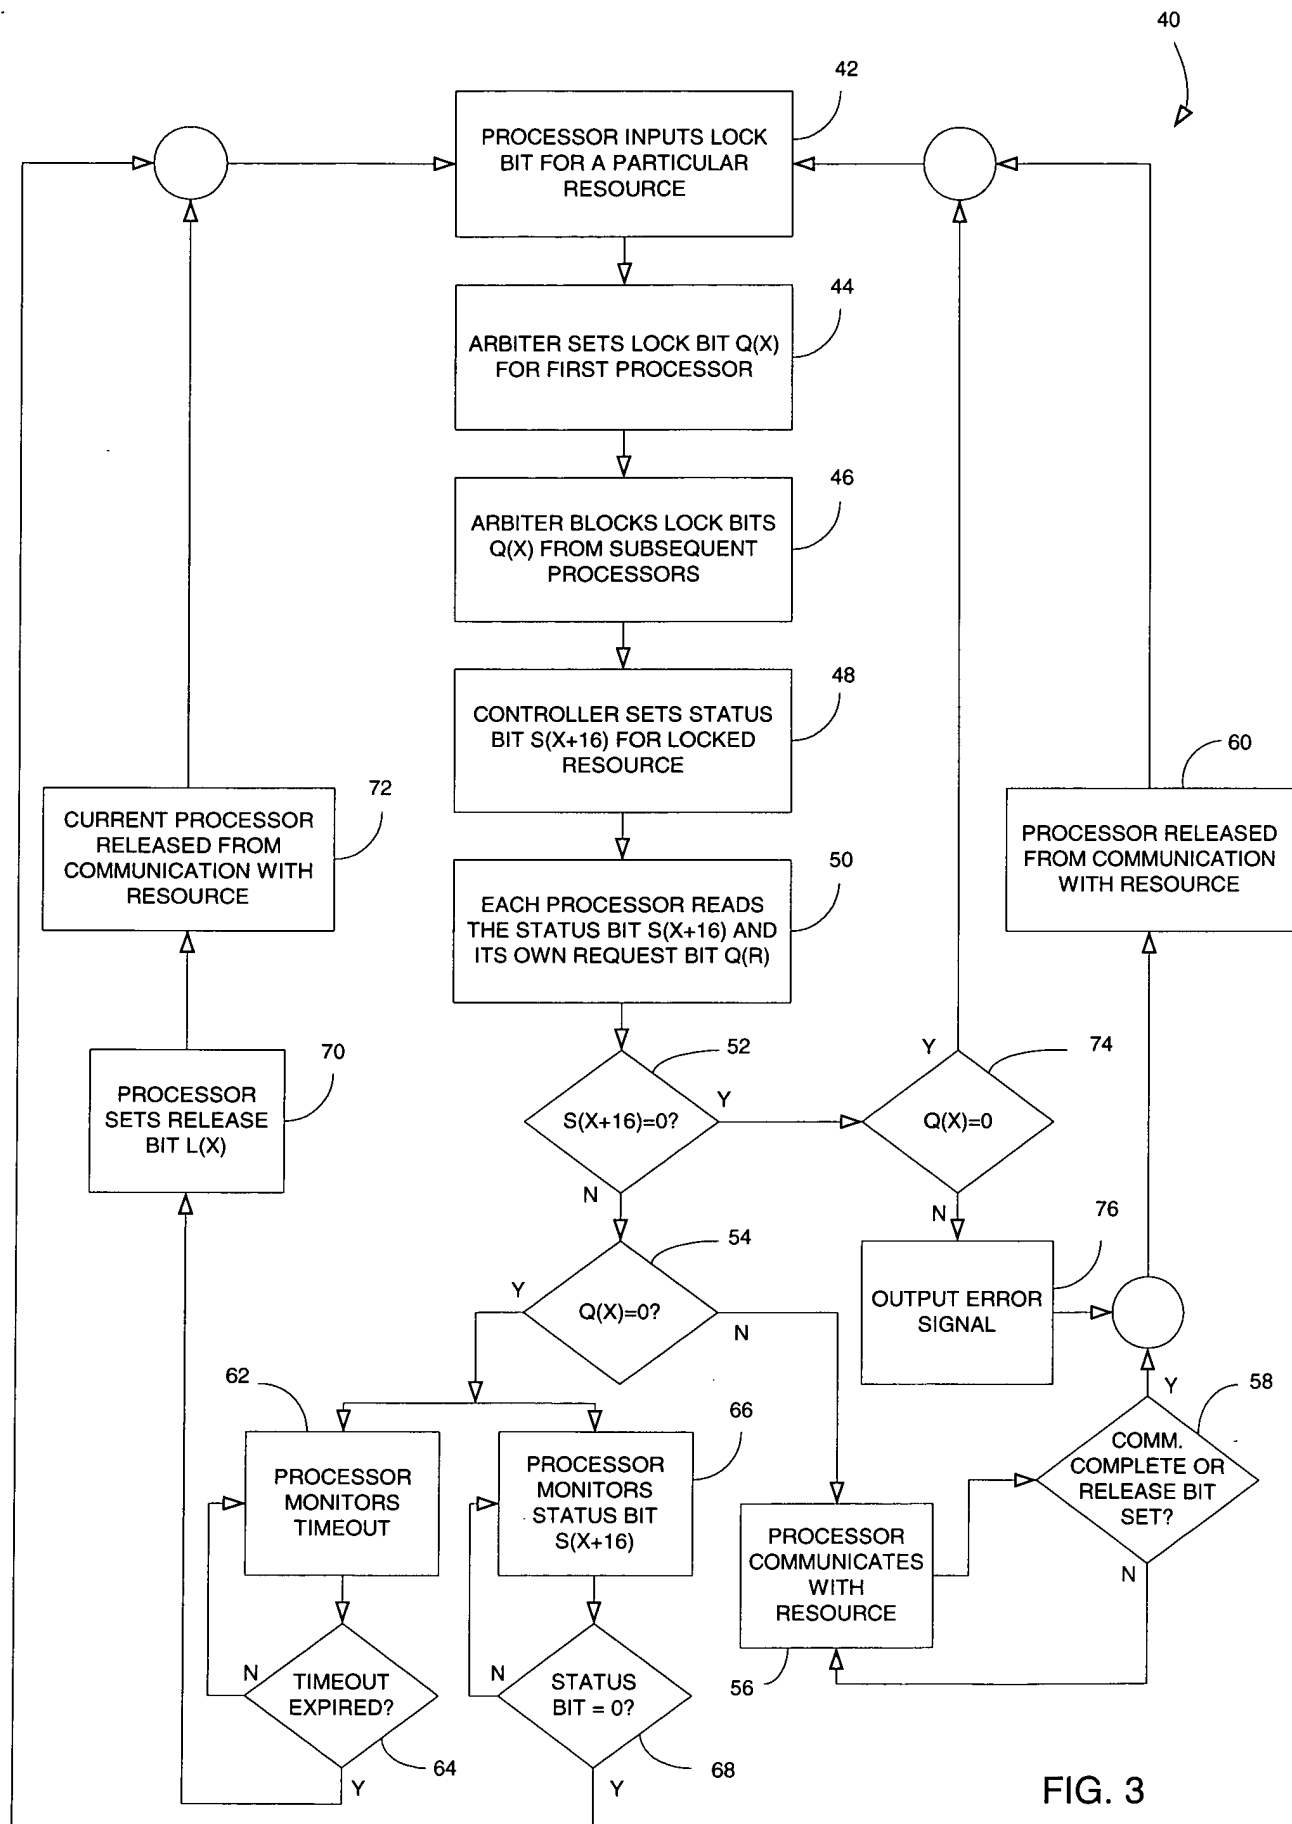 40
42
PROCESSOR INPUTS LOCK
BIT FOR A PARTICULAR
RESOURCE
44
ARBITER SETS LOCK BIT Q(X)
FOR FIRST PROCESSOR
46
ARBITER BLOCKS LOCK BITS
Q(X) FROM SUBSEQUENT
PROCESSORS
48
CONTROLLER SETS STATUS
BIT S(X+16) FOR LOCKED
RESOURCE
72
CURRENT PROCESSOR
RELEASED FROM
COMMUNICATION WITH
RESOURCE
60
PROCESSOR RELEASED
FROM COMMUNICATION
WITH RESOURCE
50
EACH PROCESSOR READS
THE STATUS BIT S(X+16) AND
ITS OWN REQUEST BIT Q(R)
70
PROCESSOR
SETS RELEASE
BIT L(X)
52
S(X+16)=0?
Y
N
74
Y
Q(X)=0
N
54
Y
Q(X)=0?
N
76
OUTPUT ERROR
SIGNAL
62
PROCESSOR
MONITORS
TIMEOUT
66
PROCESSOR
MONITORS
STATUS BIT
S(X+16)
Y
58
COMM.
COMPLETE OR
RELEASE BIT
SET?
N
PROCESSOR
COMMUNICATES
WITH
RESOURCE
56
N
TIMEOUT
EXPIRED?
64
Y
N
STATUS
BIT = 0?
68
Y
FIG. 3